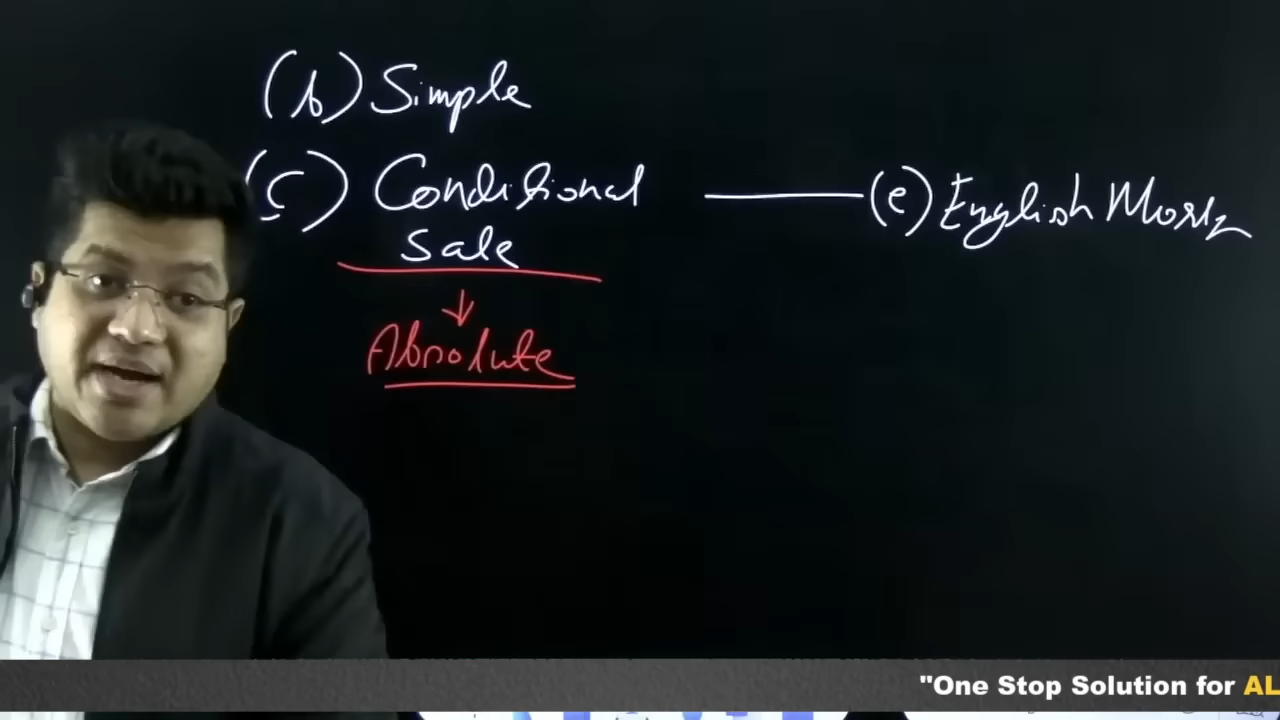 (b) Simple
(c) Conditional
Sale
(e) English Mortg
Absolute
"One Stop Solution for AL